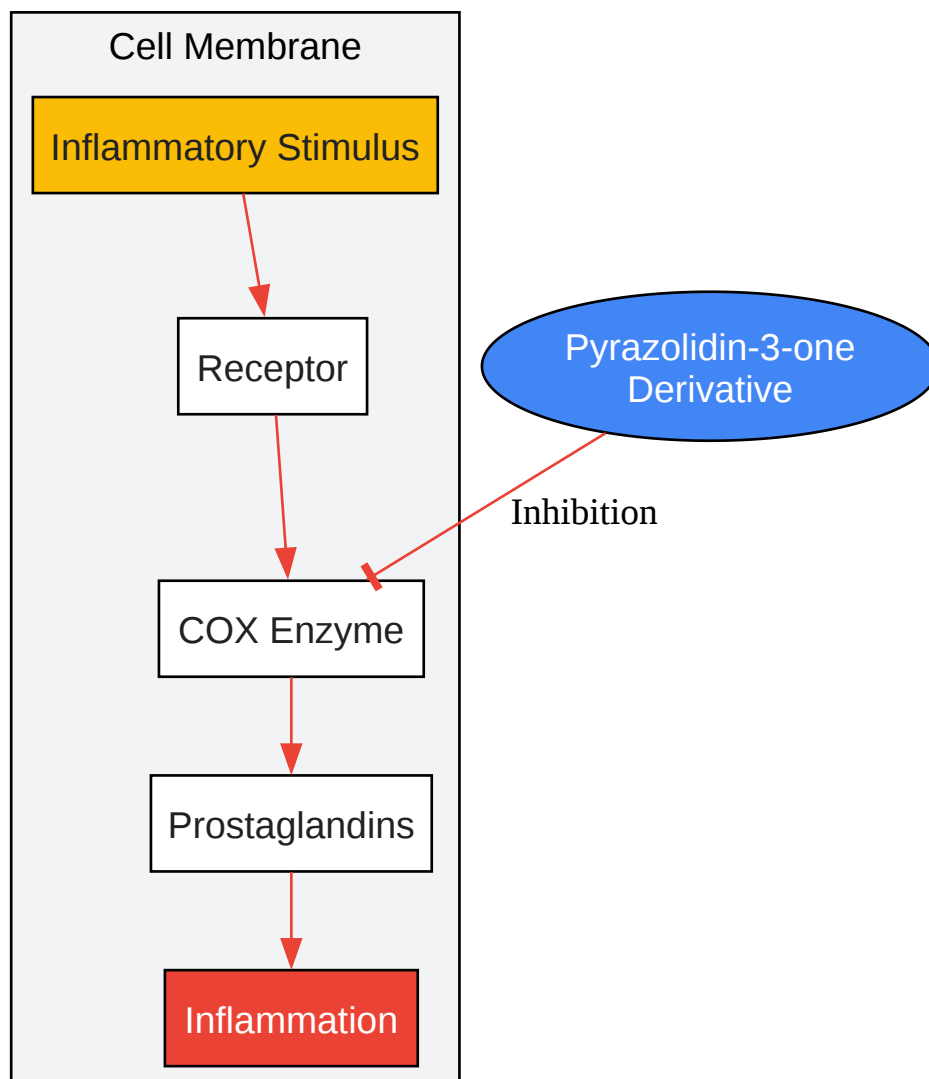 Cell Membrane
Inflammatory Stimulus
Receptor
Pyrazolidin-3-one
Derivative
Inhibition
COX Enzyme
Prostaglandins
Inflammation